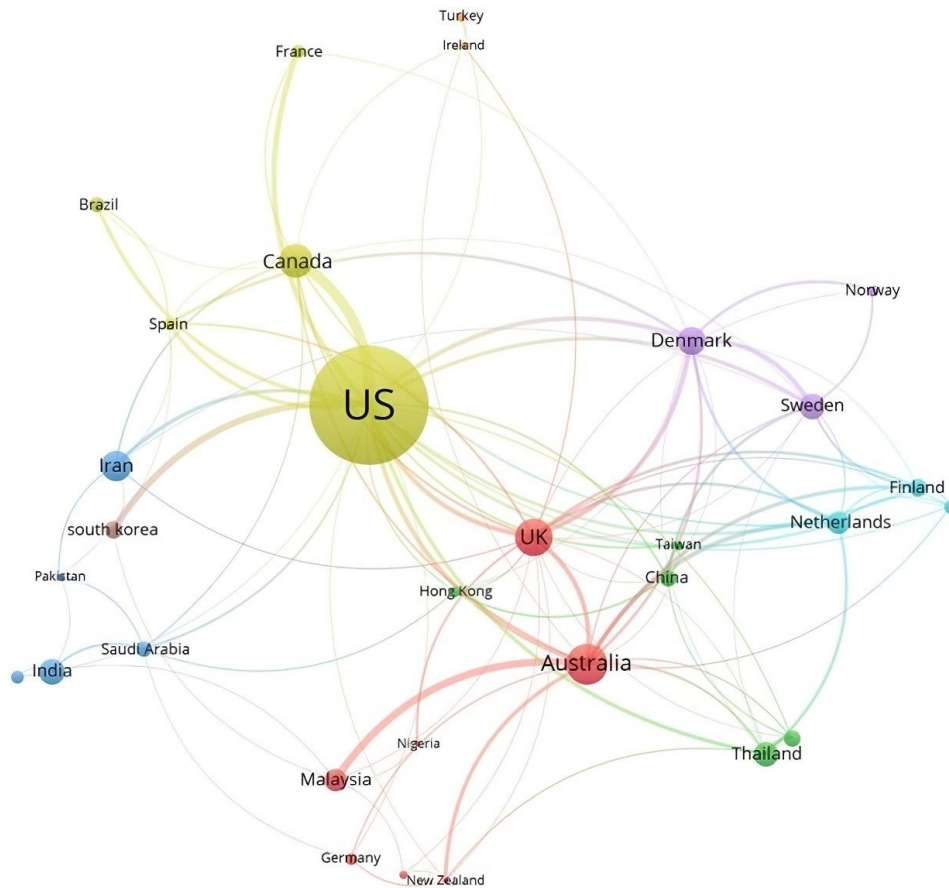 Turkey
Ireland
France
Brazil
Canada
Norway
Spain
Denmark
US
Sweden
Iran
Finland
south korea
Netherlands
UK
Taiwan
Pakistan
China
Hong Kong
Saudi Arabia
India
Australia
Nigeria
Thailand
Malaysia
Germany
New Zealand